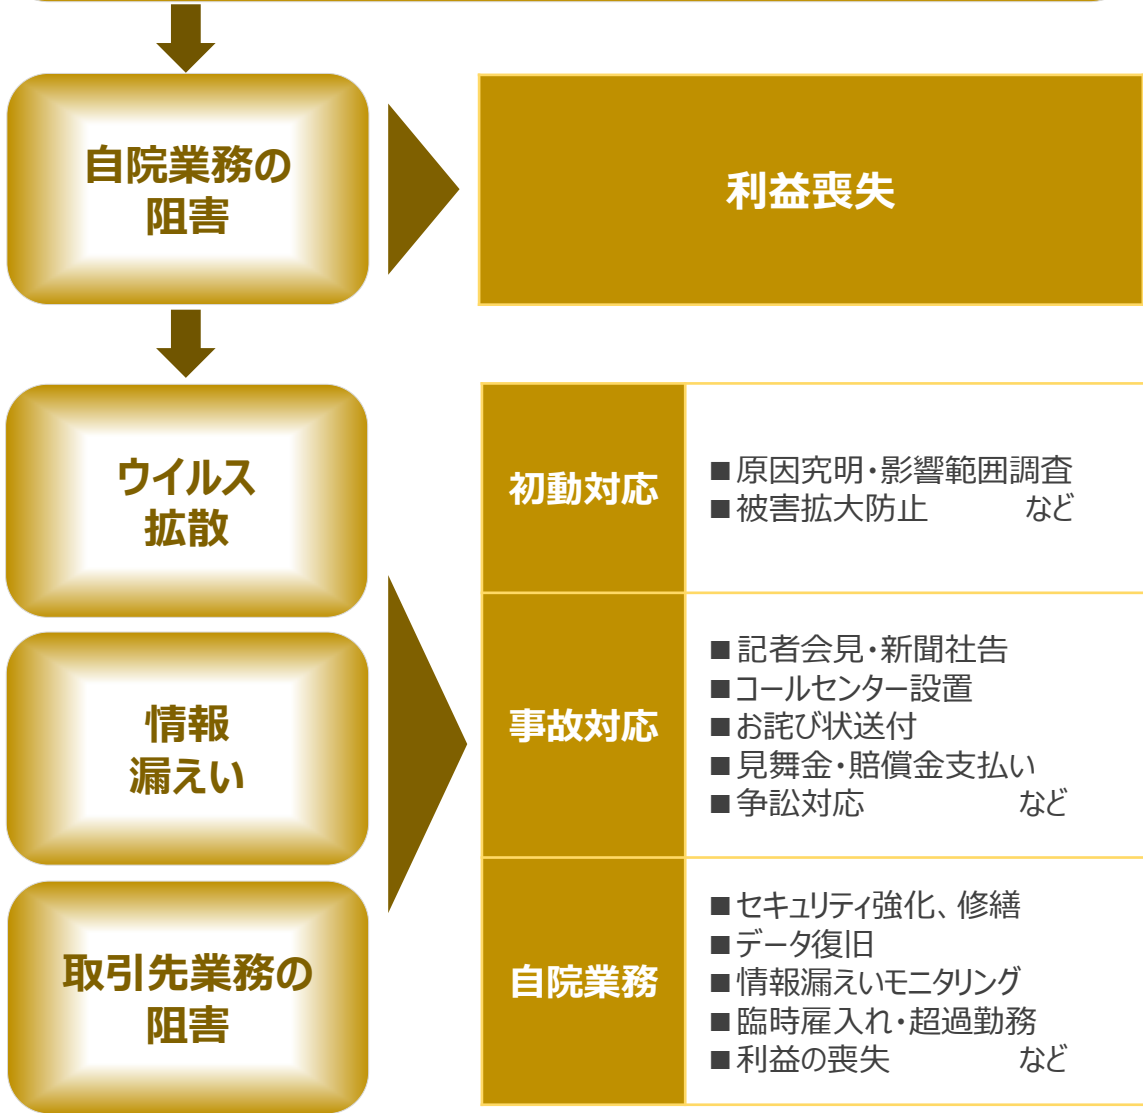 自院業務の
阻害
利益喪失
ウイルス
拡散
初動対応
■原因究明・影響範囲調査
■被害拡大防止　　　など
情報
漏えい
事故対応
■記者会見・新聞社告
■コールセンター設置
■お詫び状送付
■見舞金・賠償金支払い
■争訟対応　　　　　など
取引先業務の
阻害
自院業務
■セキュリティ強化、修繕
■データ復旧
■情報漏えいモニタリング
■臨時雇入れ・超過勤務
■利益の喪失　　　　など